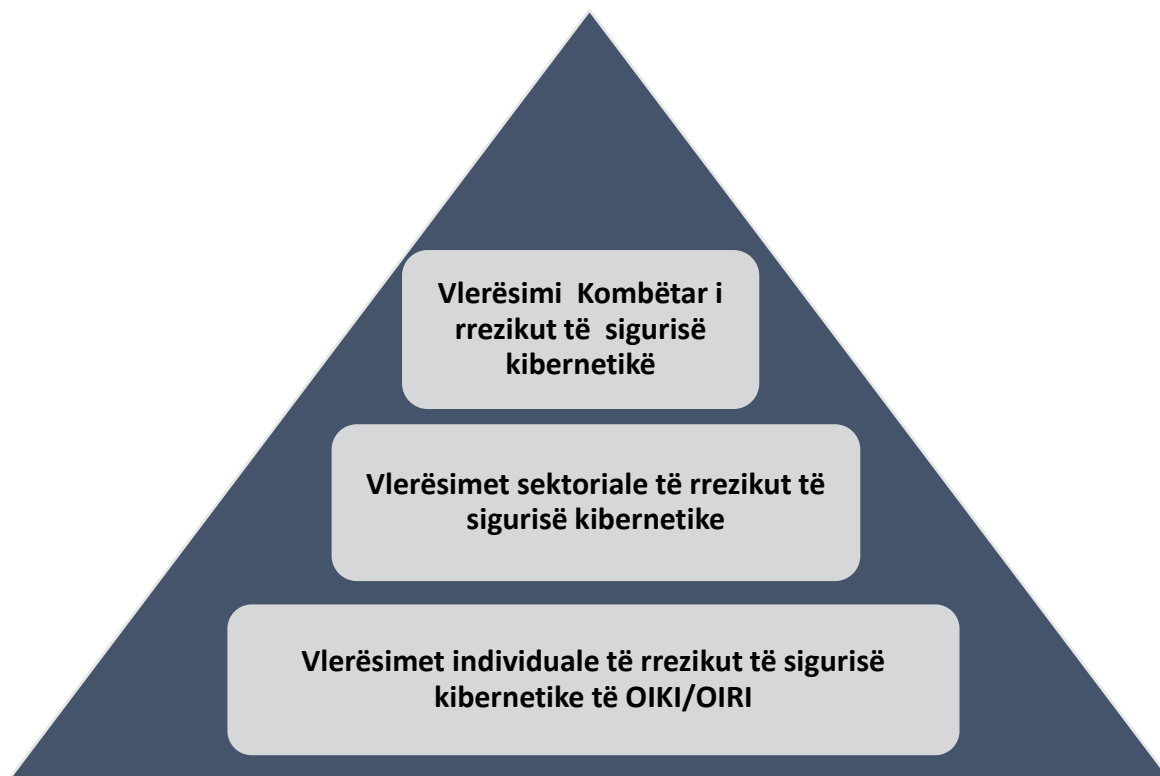 Vlerësimi  Kombëtar i
rrezikut të  sigurisë
kibernetikë
Vlerësimet sektoriale të rrezikut të
sigurisë kibernetike
Vlerësimet individuale të rrezikut të sigurisë
kibernetike të OIKI/OIRI